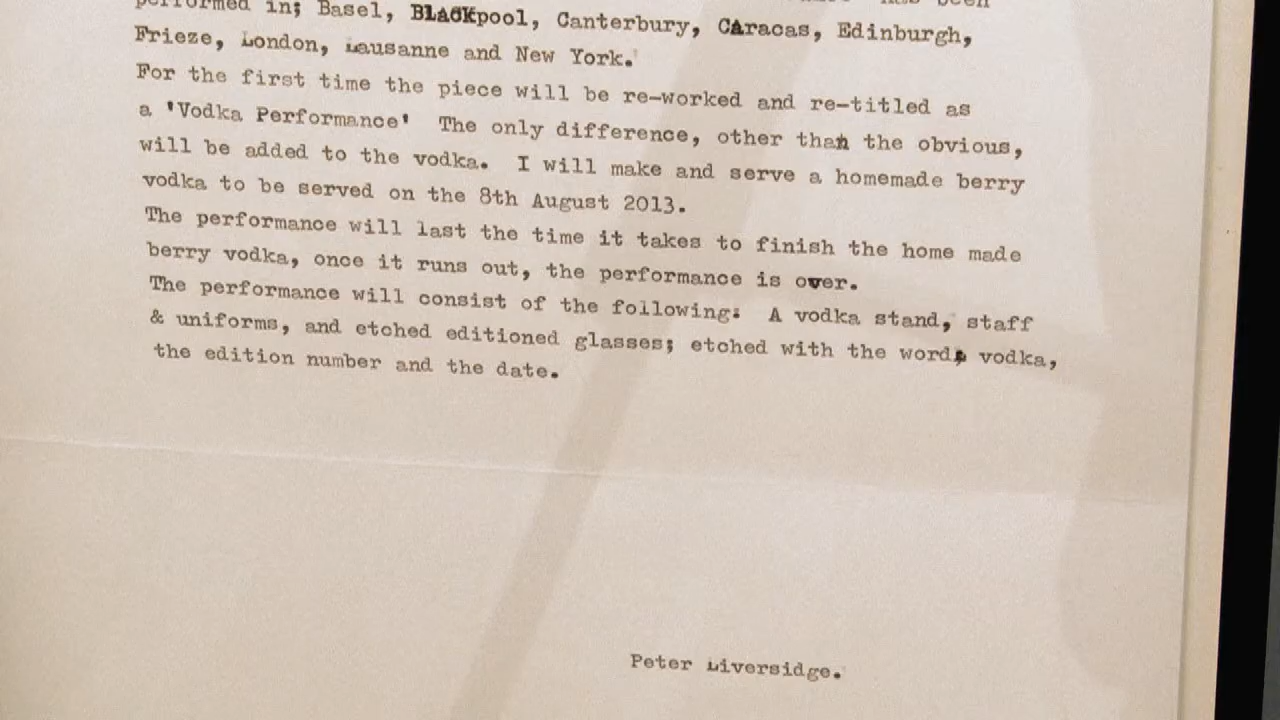 performed in; Basel, BLACKpool, Canterbury, CAracas, Edinburgh,
Frieze, London, Lausanne and New York.
For the first time the piece will be re-worked and re-titled as
a 'Vodka Performance' The only difference, other than the obvious,
will be added to the vodka. I will make and serve a homemade berry
vodka to be served on the 8th August 2013.
The performance will last the time it takes to finish the home made
berry vodka, once it runs out, the performance is over.
The performance will consist of the following: A vodka stand, staff
& uniforms, and etched editioned glasses; etched with the word, vodka,
the edition number and the date.
Peter Liversidge.